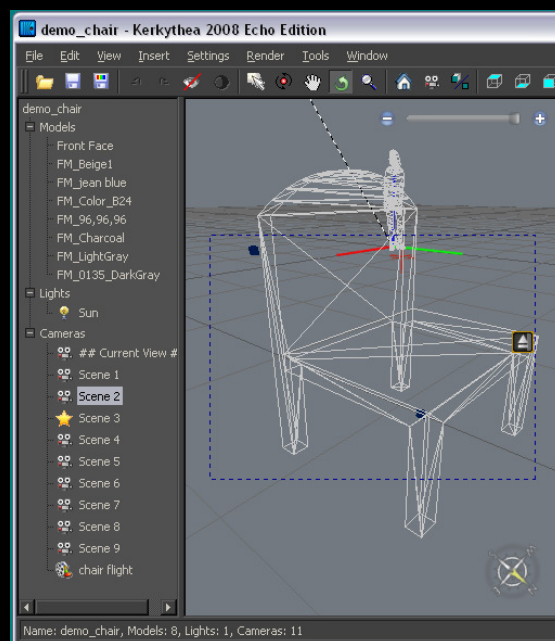 demo_chair - Kerkythea 2008 Echo Edition
File Edit View Insert Settings Render Tools Window
demo_chair
Models
Front Face
FM_Beige1
FM_jean blue
FM_Color_B24
FM_96,96,96
FM_Charcoal
FM_LightGray
FM_0135_DarkGray
Lights
Sun
Cameras
## Current View #
Scene 1
Scene 2
Scene 3
Scene 4
Scene 5
Scene 6
Scene 7
Scene 8
Scene 9
chair flight
Name: demo_chair, Models: 8, Lights: 1, Cameras: 11